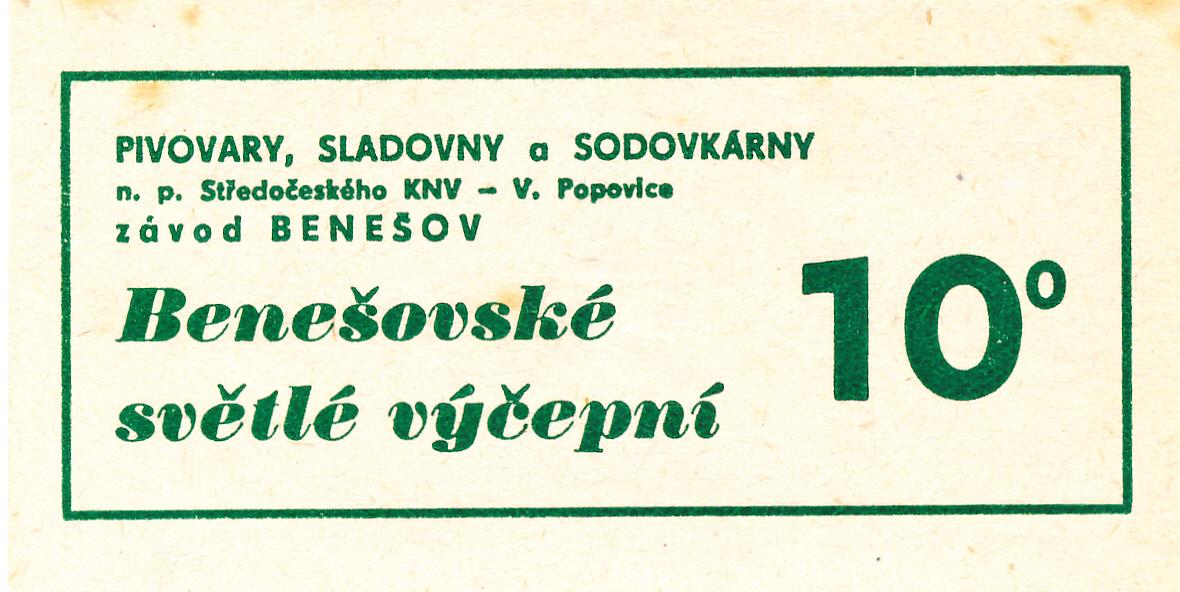 PIVOVARY, SLADOVNY a SODOVKÁRNY
n. p. Středočeského KNV – V. Popovice
závod BENEŠOV
Benešovské
světlé výčepní
10°